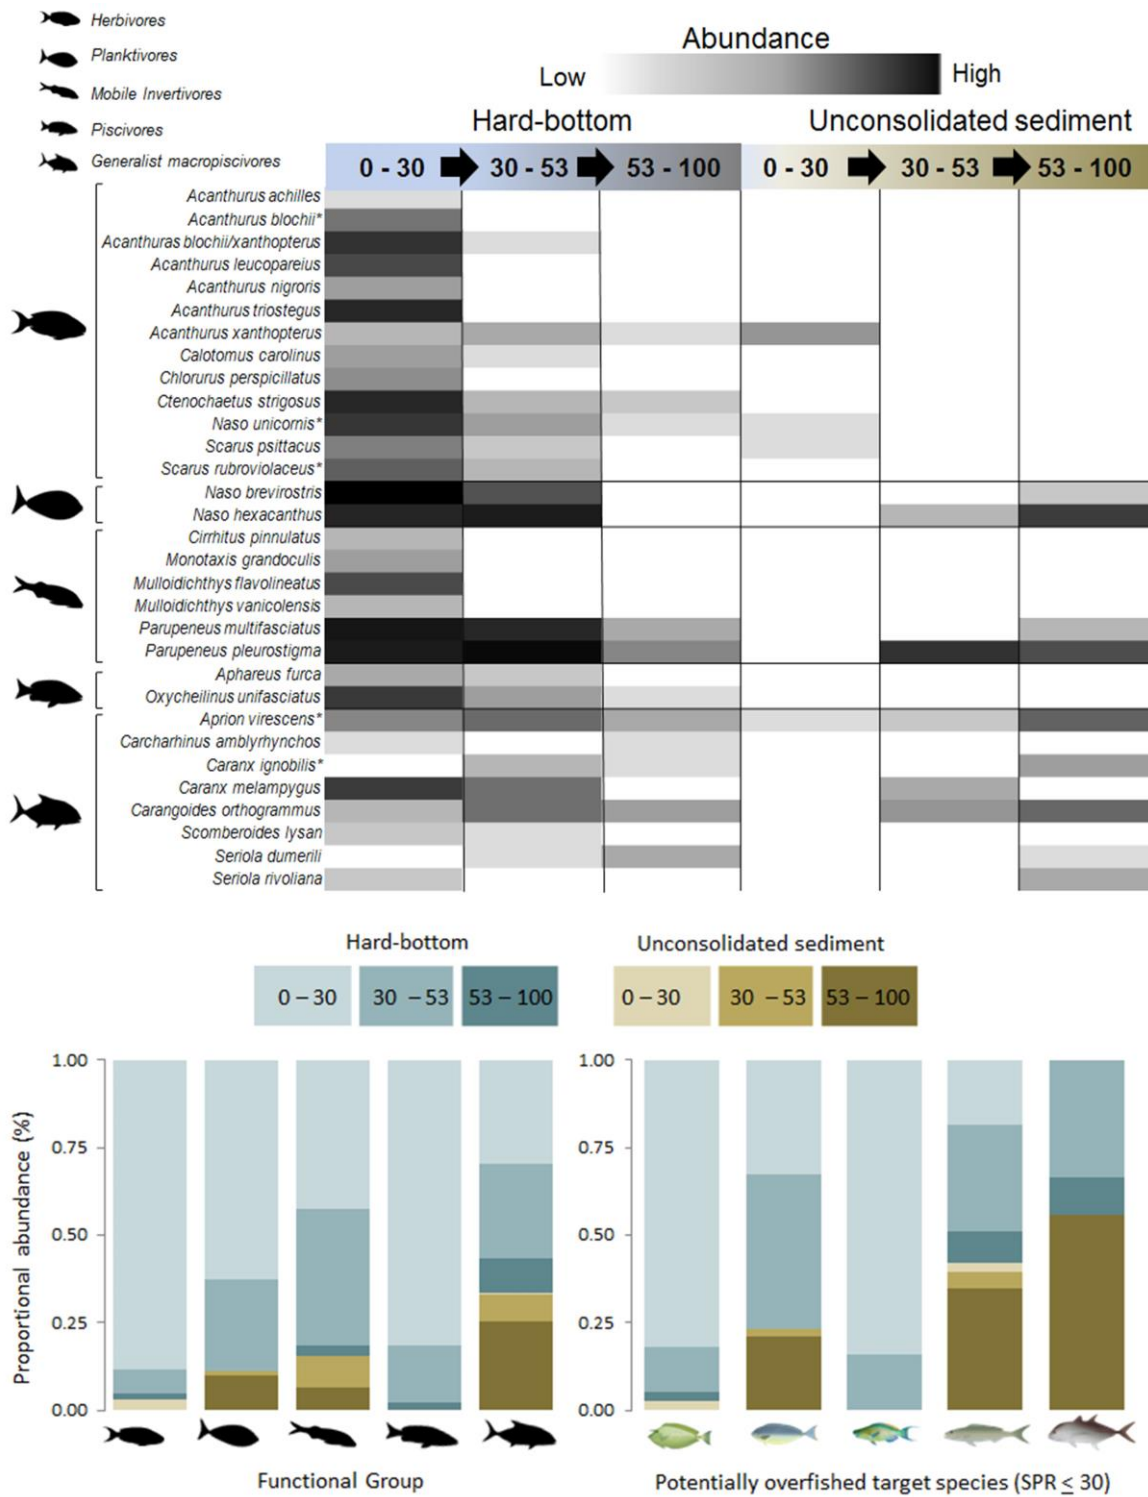 Herbivores
Planktivores
Mobile Invertivores
Piscivores
Generalist macropiscivores
Abundance
Low High
Hard-bottom Unconsolidated sediment
0 - 30 30 - 53 53 - 100 0 - 30 30 - 53 53 - 100
Acanthurus achilles
Acanthurus blochii*
Acanthuras blochii/xanthopterus
Acanthurus leucopareius
Acanthurus nigroris
Acanthurus triostegus
Acanthurus xanthopterus
Calotomus carolinus
Chlorurus perspicillatus
Ctenochaetus strigosus
Naso unicornis*
Scarus psittacus
Scarus rubroviolaceus*
Naso brevirostris
Naso hexacanthus
Cirrhitus pinnulatus
Monotaxis grandoculis
Mulloidichthys flavolineatus
Mulloidichthys vanicolensis
Parupeneus multifasciatus
Parupeneus pleurostigma
Aphareus furca
Oxycheilinus unifasciatus
Aprion virescens*
Carcharhinus amblyrhynchos
Caranx ignobilis*
Caranx melampygus
Carangoides orthogrammus
Scomberoides lysan
Seriola dumerili
Seriola rivoliana
Hard-bottom Unconsolidated sediment
0 – 30 30 – 53 53 – 100 0 – 30 30 – 53 53 – 100
Proportional abundance (%)
1.00 1.00
0.75 0.75
0.50 0.50
0.25 0.25
0.00 0.00
Functional Group Potentially overfished target species (SPR ≤ 30)